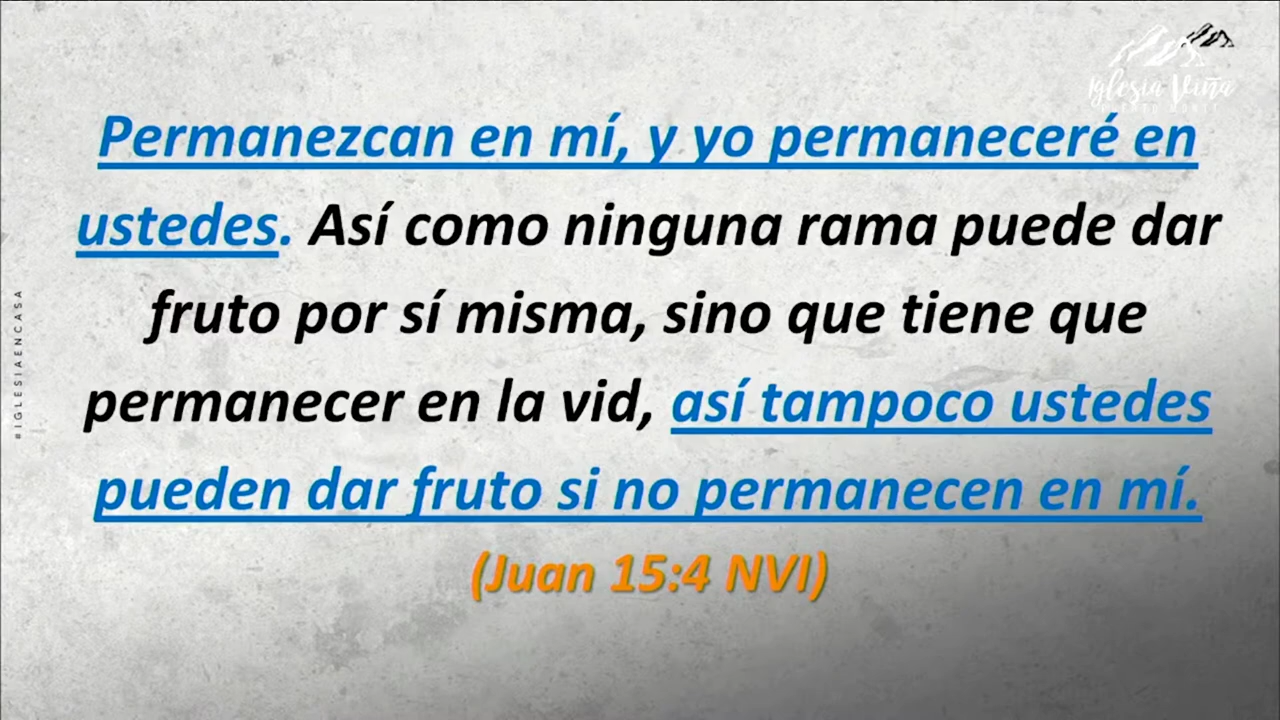 Iglesia Viña
Permanezcan en mí, y yo permaneceré en
ustedes. Así como ninguna rama puede dar
fruto por sí misma, sino que tiene que
permanecer en la vid, así tampoco ustedes
pueden dar fruto si no permanecen en mí.
(Juan 15:4 NVI)
#IGLESIAENCASA